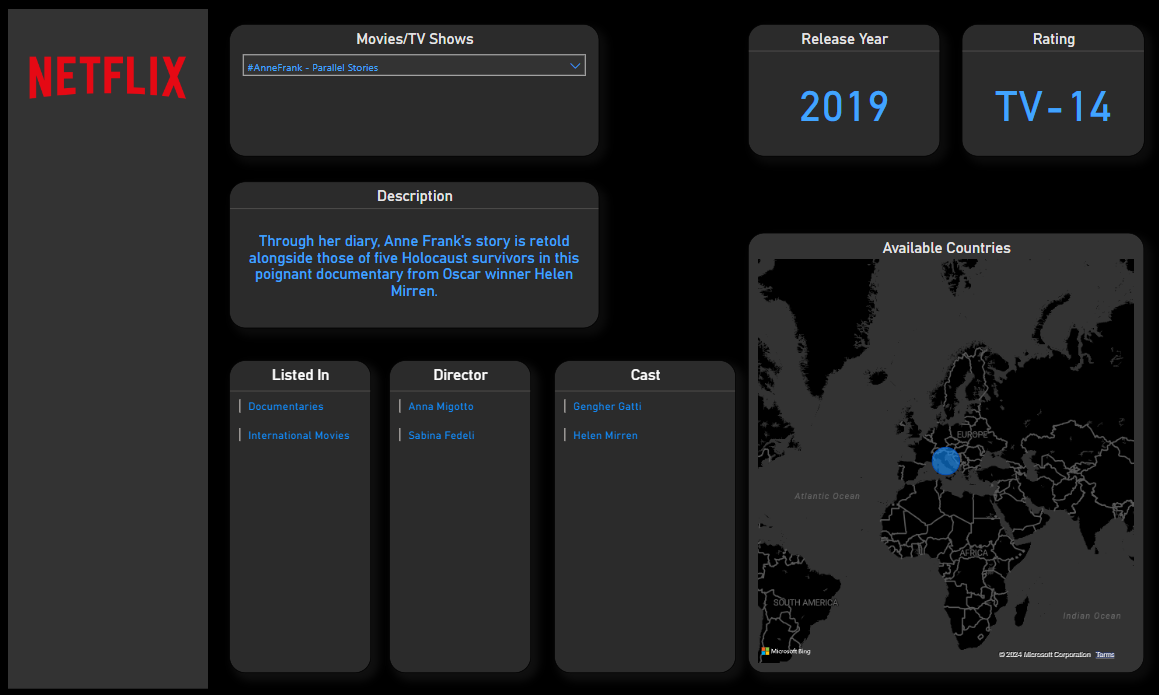 NETFLIX
Movies/TV Shows
#AnneFrank - Parallel Stories
Release Year
2019
Rating
TV-14
Description
Through her diary, Anne Frank's story is retold
alongside those of five Holocaust survivors in this
poignant documentary from Oscar winner Helen
Mirren.
Listed In
Documentaries
International Movies
Director
Anna Migotto
Sabina Fedeli
Cast
Gengher Gatti
Helen Mirren
Available Countries
EUROPE
Atlantic Ocean
AFRICA
SOUTH AMERICA
Indian Ocean
Microsoft Bing
© 2024 Microsoft Corporation Terms